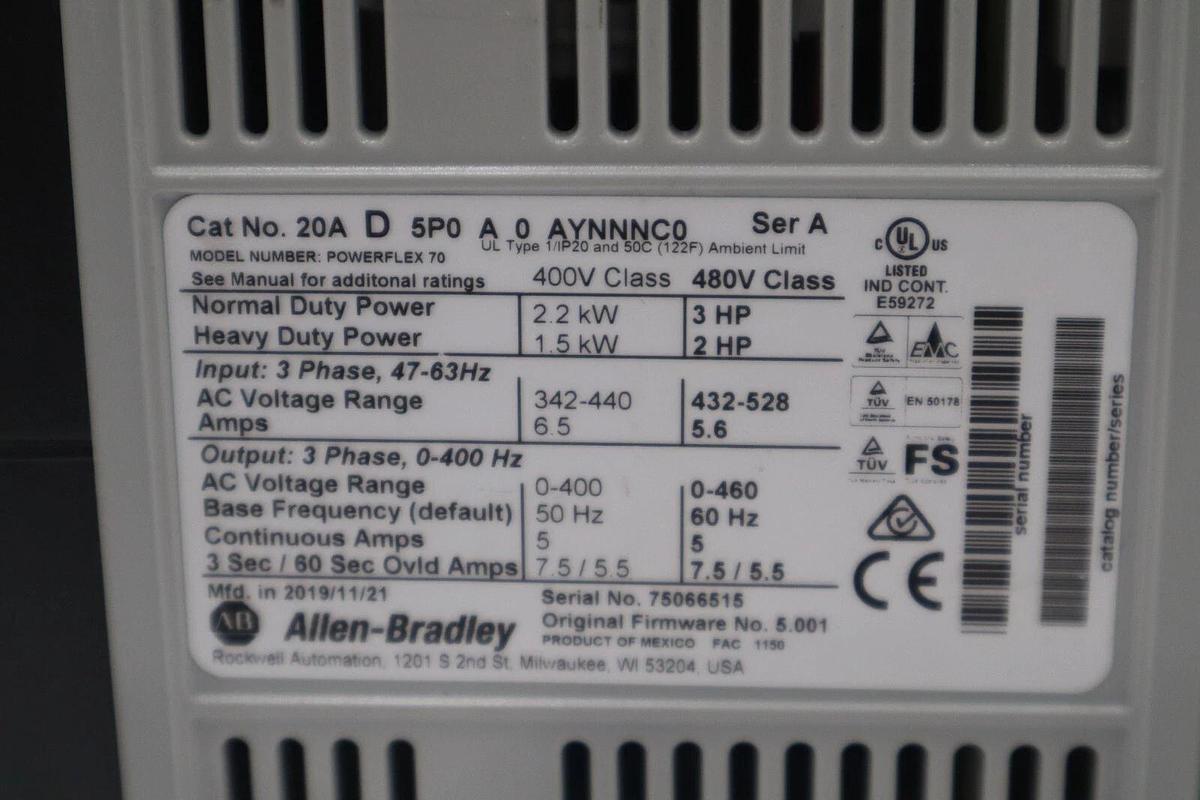 Cat No. 20A D 5P0 A 0 AYNNNC0 Ser A
UL Type 1/IP20 and 50C (122F) Ambient Limit
MODEL NUMBER: POWERFLEX 70
See Manual for additonal ratings 400V Class 480V Class
Normal Duty Power 2.2 kW 3 HP
Heavy Duty Power 1.5 kW 2 HP
Input: 3 Phase, 47-63Hz
AC Voltage Range 342-440 432-528
Amps 6.5 5.6
Output: 3 Phase, 0-400 Hz
AC Voltage Range 0-400 0-460
Base Frequency (default) 50 Hz 60 Hz
Continuous Amps 5 5
3 Sec / 60 Sec Ovld Amps 7.5 / 5.5 7.5 / 5.5
Mfd. in 2019/11/21 Serial No. 75066515
AB Allen-Bradley Original Firmware No. 5.001
PRODUCT OF MEXICO FAC 1150
Rockwell Automation, 1201 S 2nd St. Milwaukee, WI 53204, USA
C UL US
LISTED
IND CONT.
E59272
EMC
TÜV EN 50178
TÜV FS
CE
serial number
catalog number/series